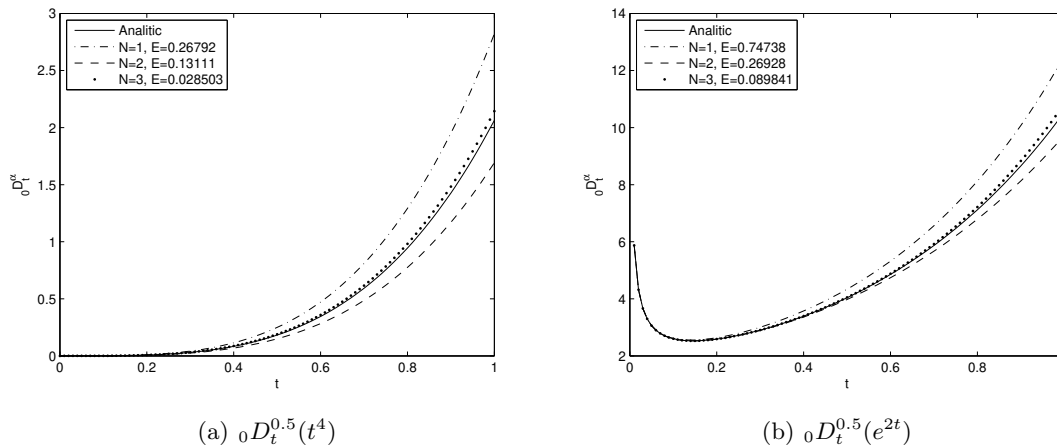 3
2.5
2
1.5
1
0.5
0
0 0.2 0.4 0.6 0.8 1
₀D_t^α
t
Analitic
N=1, E=0.26792
N=2, E=0.13111
N=3, E=0.028503
14
12
10
8
6
4
2
0 0.2 0.4 0.6 0.8
₀D_t^α
t
Analitic
N=1, E=0.74738
N=2, E=0.26928
N=3, E=0.089841
(a) ₀D_t^{0.5}(t^4)
(b) ₀D_t^{0.5}(e^{2t})